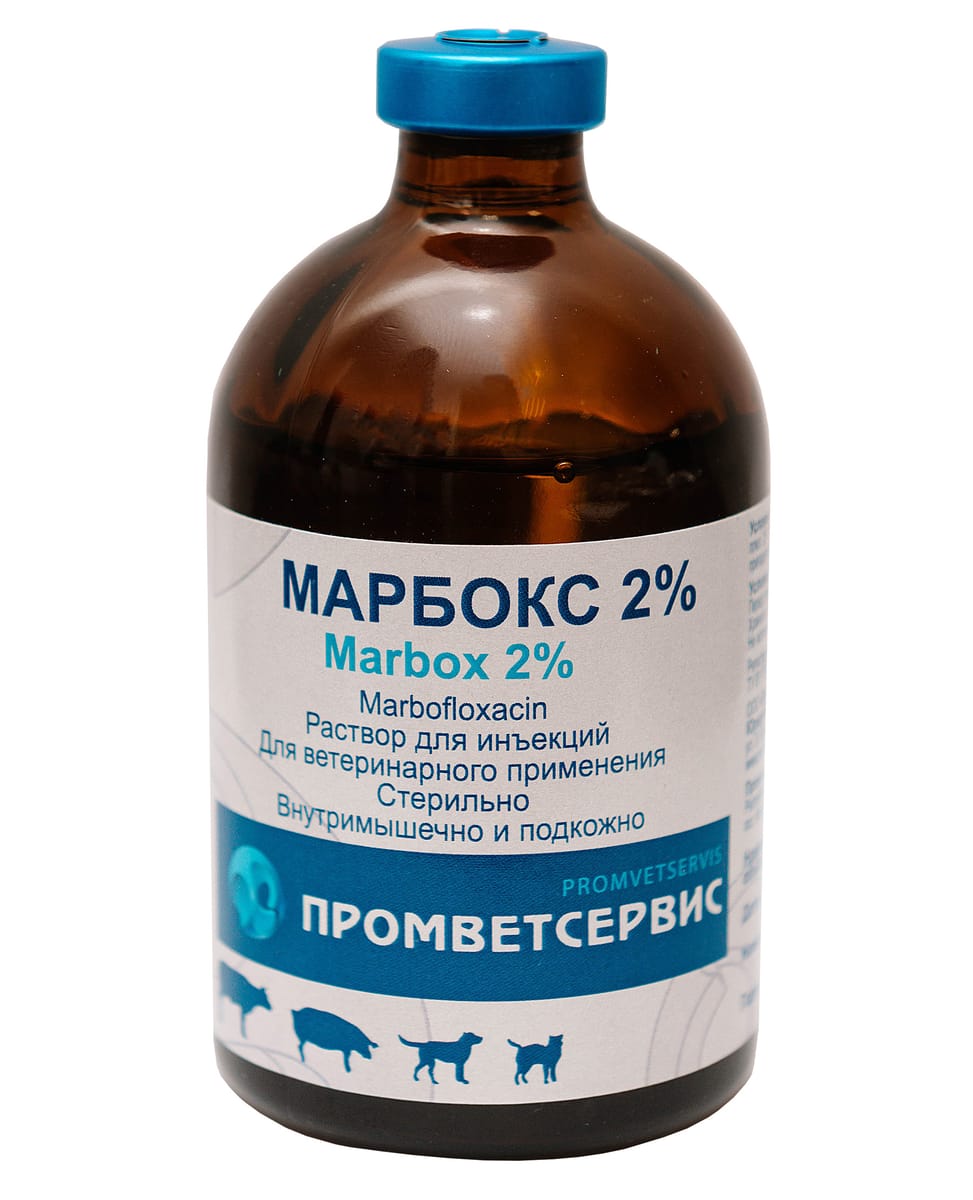 МАРБОКС 2%
Marbox 2%
Marbofloxacin
Раствор для инъекций
Для ветеринарного применения
Стерильно
Внутримышечно и подкожно
PROMVETSERVIS
ПРОМВЕТСЕРВИС